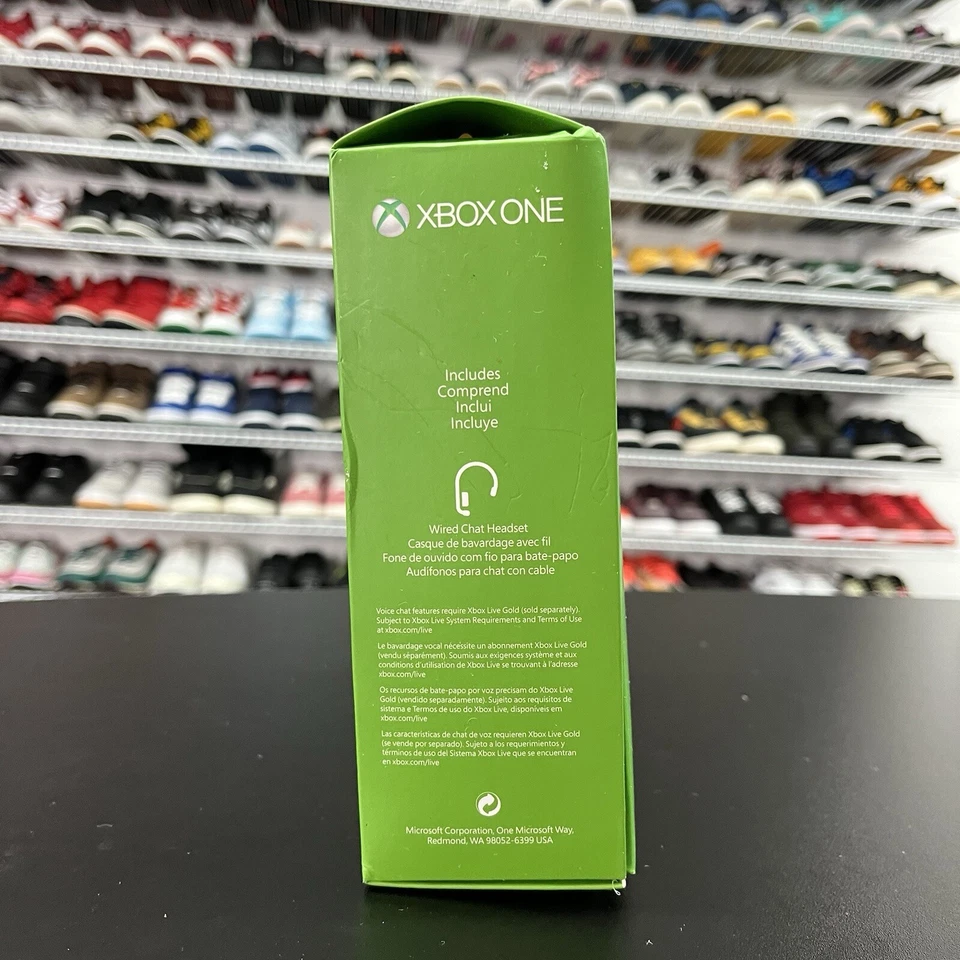 XBOX ONE
Includes
Comprend
Inclui
Incluye
Wired Chat Headset
Casque de bavardage avec fil
Fone de ouvido com fio para bate-papo
Audífonos para chat con cable
Voice chat features require Xbox Live Gold (sold separately).
Subject to Xbox Live System Requirements and Terms of Use
at xbox.com/live
Le bavardage vocal nécessite un abonnement Xbox Live Gold
(vendu séparément). Soumis aux exigences système et aux
conditions d'utilisation de Xbox Live se trouvant à l'adresse
xbox.com/live
Os recursos de bate-papo por voz precisam do Xbox Live
Gold (vendido separadamente). Sujeito aos requisitos de
sistema e Termos de uso do Xbox Live, disponíveis em
xbox.com/live
Las características de chat de voz requieren Xbox Live Gold
(se vende por separado). Sujeto a los requerimientos y
términos de uso del Sistema Xbox Live que se encuentran
en xbox.com/live
Microsoft Corporation, One Microsoft Way,
Redmond, WA 98052-6399 USA